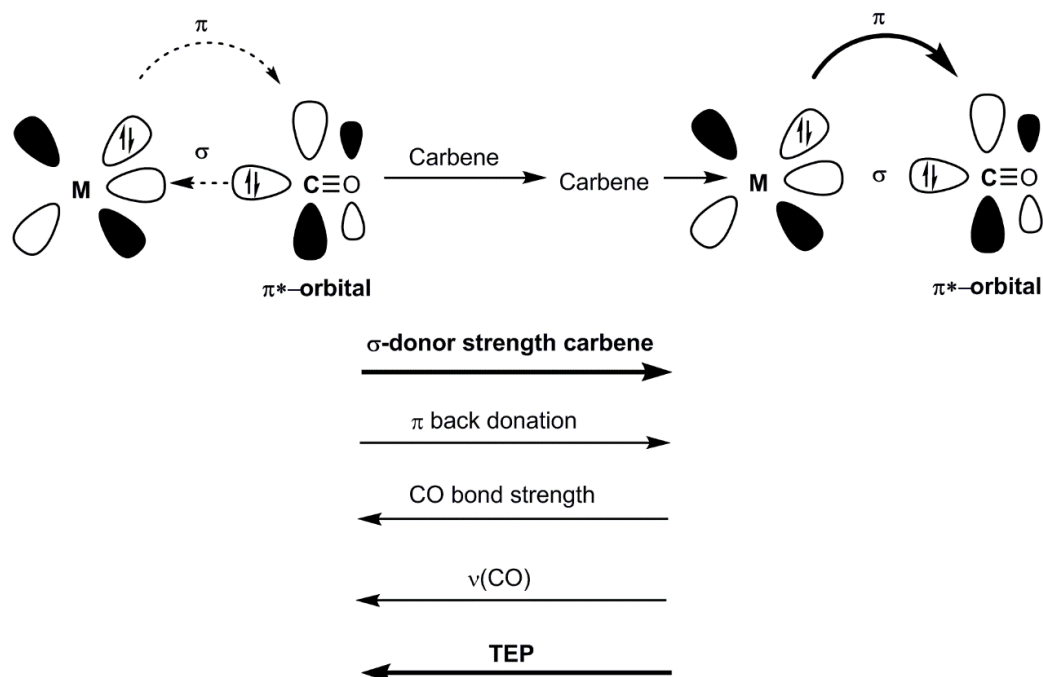 π
σ
M
C≡O
π*–orbital
Carbene
Carbene
π
M
σ
C≡O
π*–orbital
σ-donor strength carbene
π back donation
CO bond strength
ν(CO)
TEP